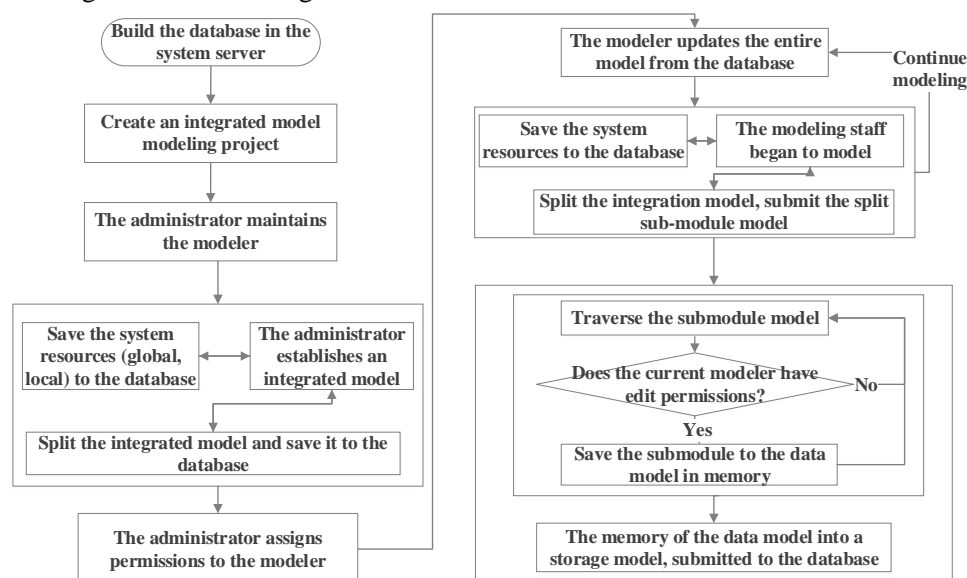 Build the database in the
system server
Create an integrated model
modeling project
The administrator maintains
the modeler
Save the system
resources (global,
local) to the database
The administrator
establishes an
integrated model
Split the integrated model and save it to the
database
The administrator assigns
permissions to the modeler
The modeler updates the entire
model from the database
Continue
modeling
Save the system
resources to the database
The modeling staff
began to model
Split the integration model, submit the split
sub-module model
Traverse the submodule model
Does the current modeler have
edit permissions?
No
Yes
Save the submodule to the data
model in memory
The memory of the data model into a
storage model, submitted to the database